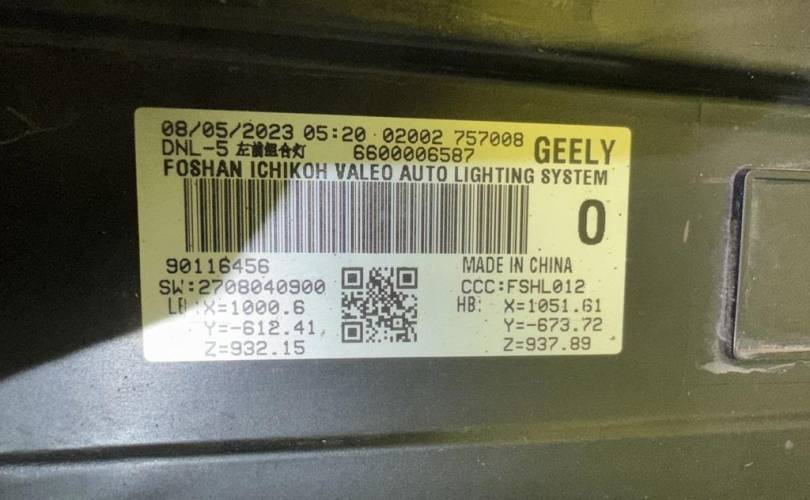 08/05/2023 05:20 02002 757008
DNL-5 左前组合灯 6600006587 GEELY
FOSHAN ICHIKOH VALEO AUTO LIGHTING SYSTEM
0
90116456 MADE IN CHINA
SW:2708040900 CCC:FSHL012
LB: X=1000.6 HB: X=1051.61
Y=-612.41, Y=-673.72
Z=932.15 Z=937.89